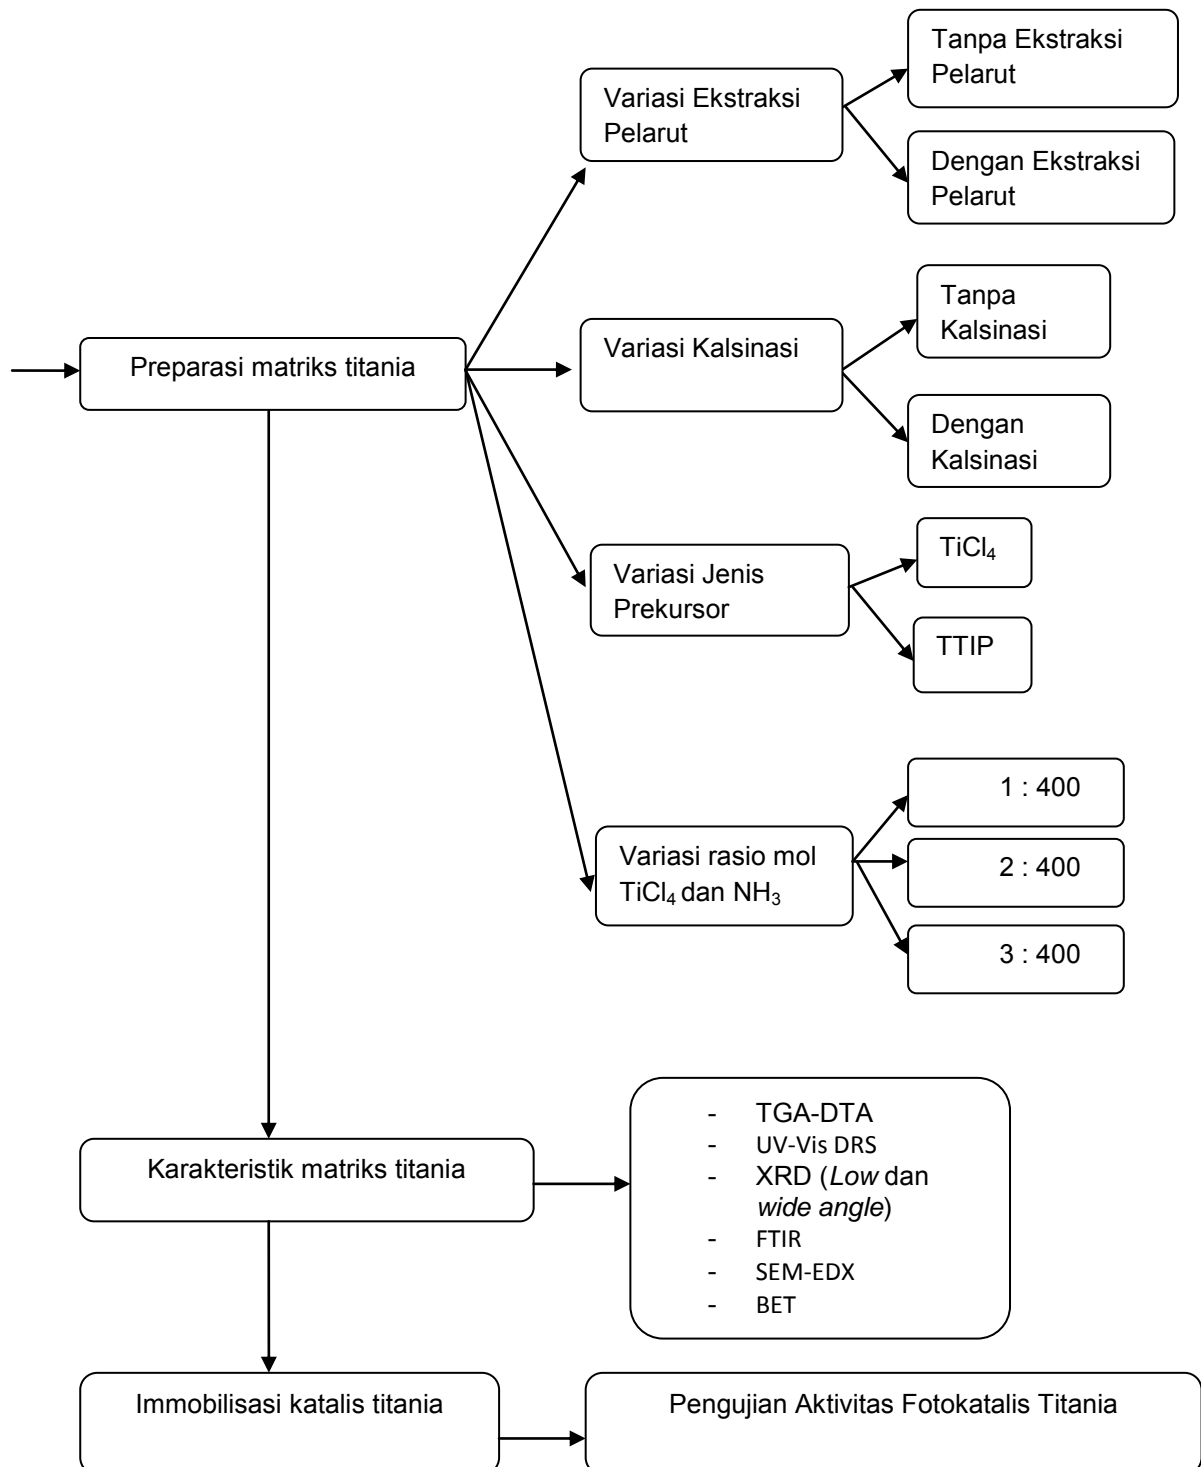 Tanpa Ekstraksi
Pelarut
Variasi Ekstraksi
Pelarut
Dengan Ekstraksi
Pelarut
Tanpa
Kalsinasi
Preparasi matriks titania
Variasi Kalsinasi
Dengan
Kalsinasi
TiCl₄
Variasi Jenis
Prekursor
TTIP
1 : 400
Variasi rasio mol
TiCl₄ dan NH₃
2 : 400
3 : 400
- TGA-DTA
- UV-Vis DRS
- XRD (Low dan
wide angle)
- FTIR
- SEM-EDX
- BET
Karakteristik matriks titania
Immobilisasi katalis titania
Pengujian Aktivitas Fotokatalis Titania